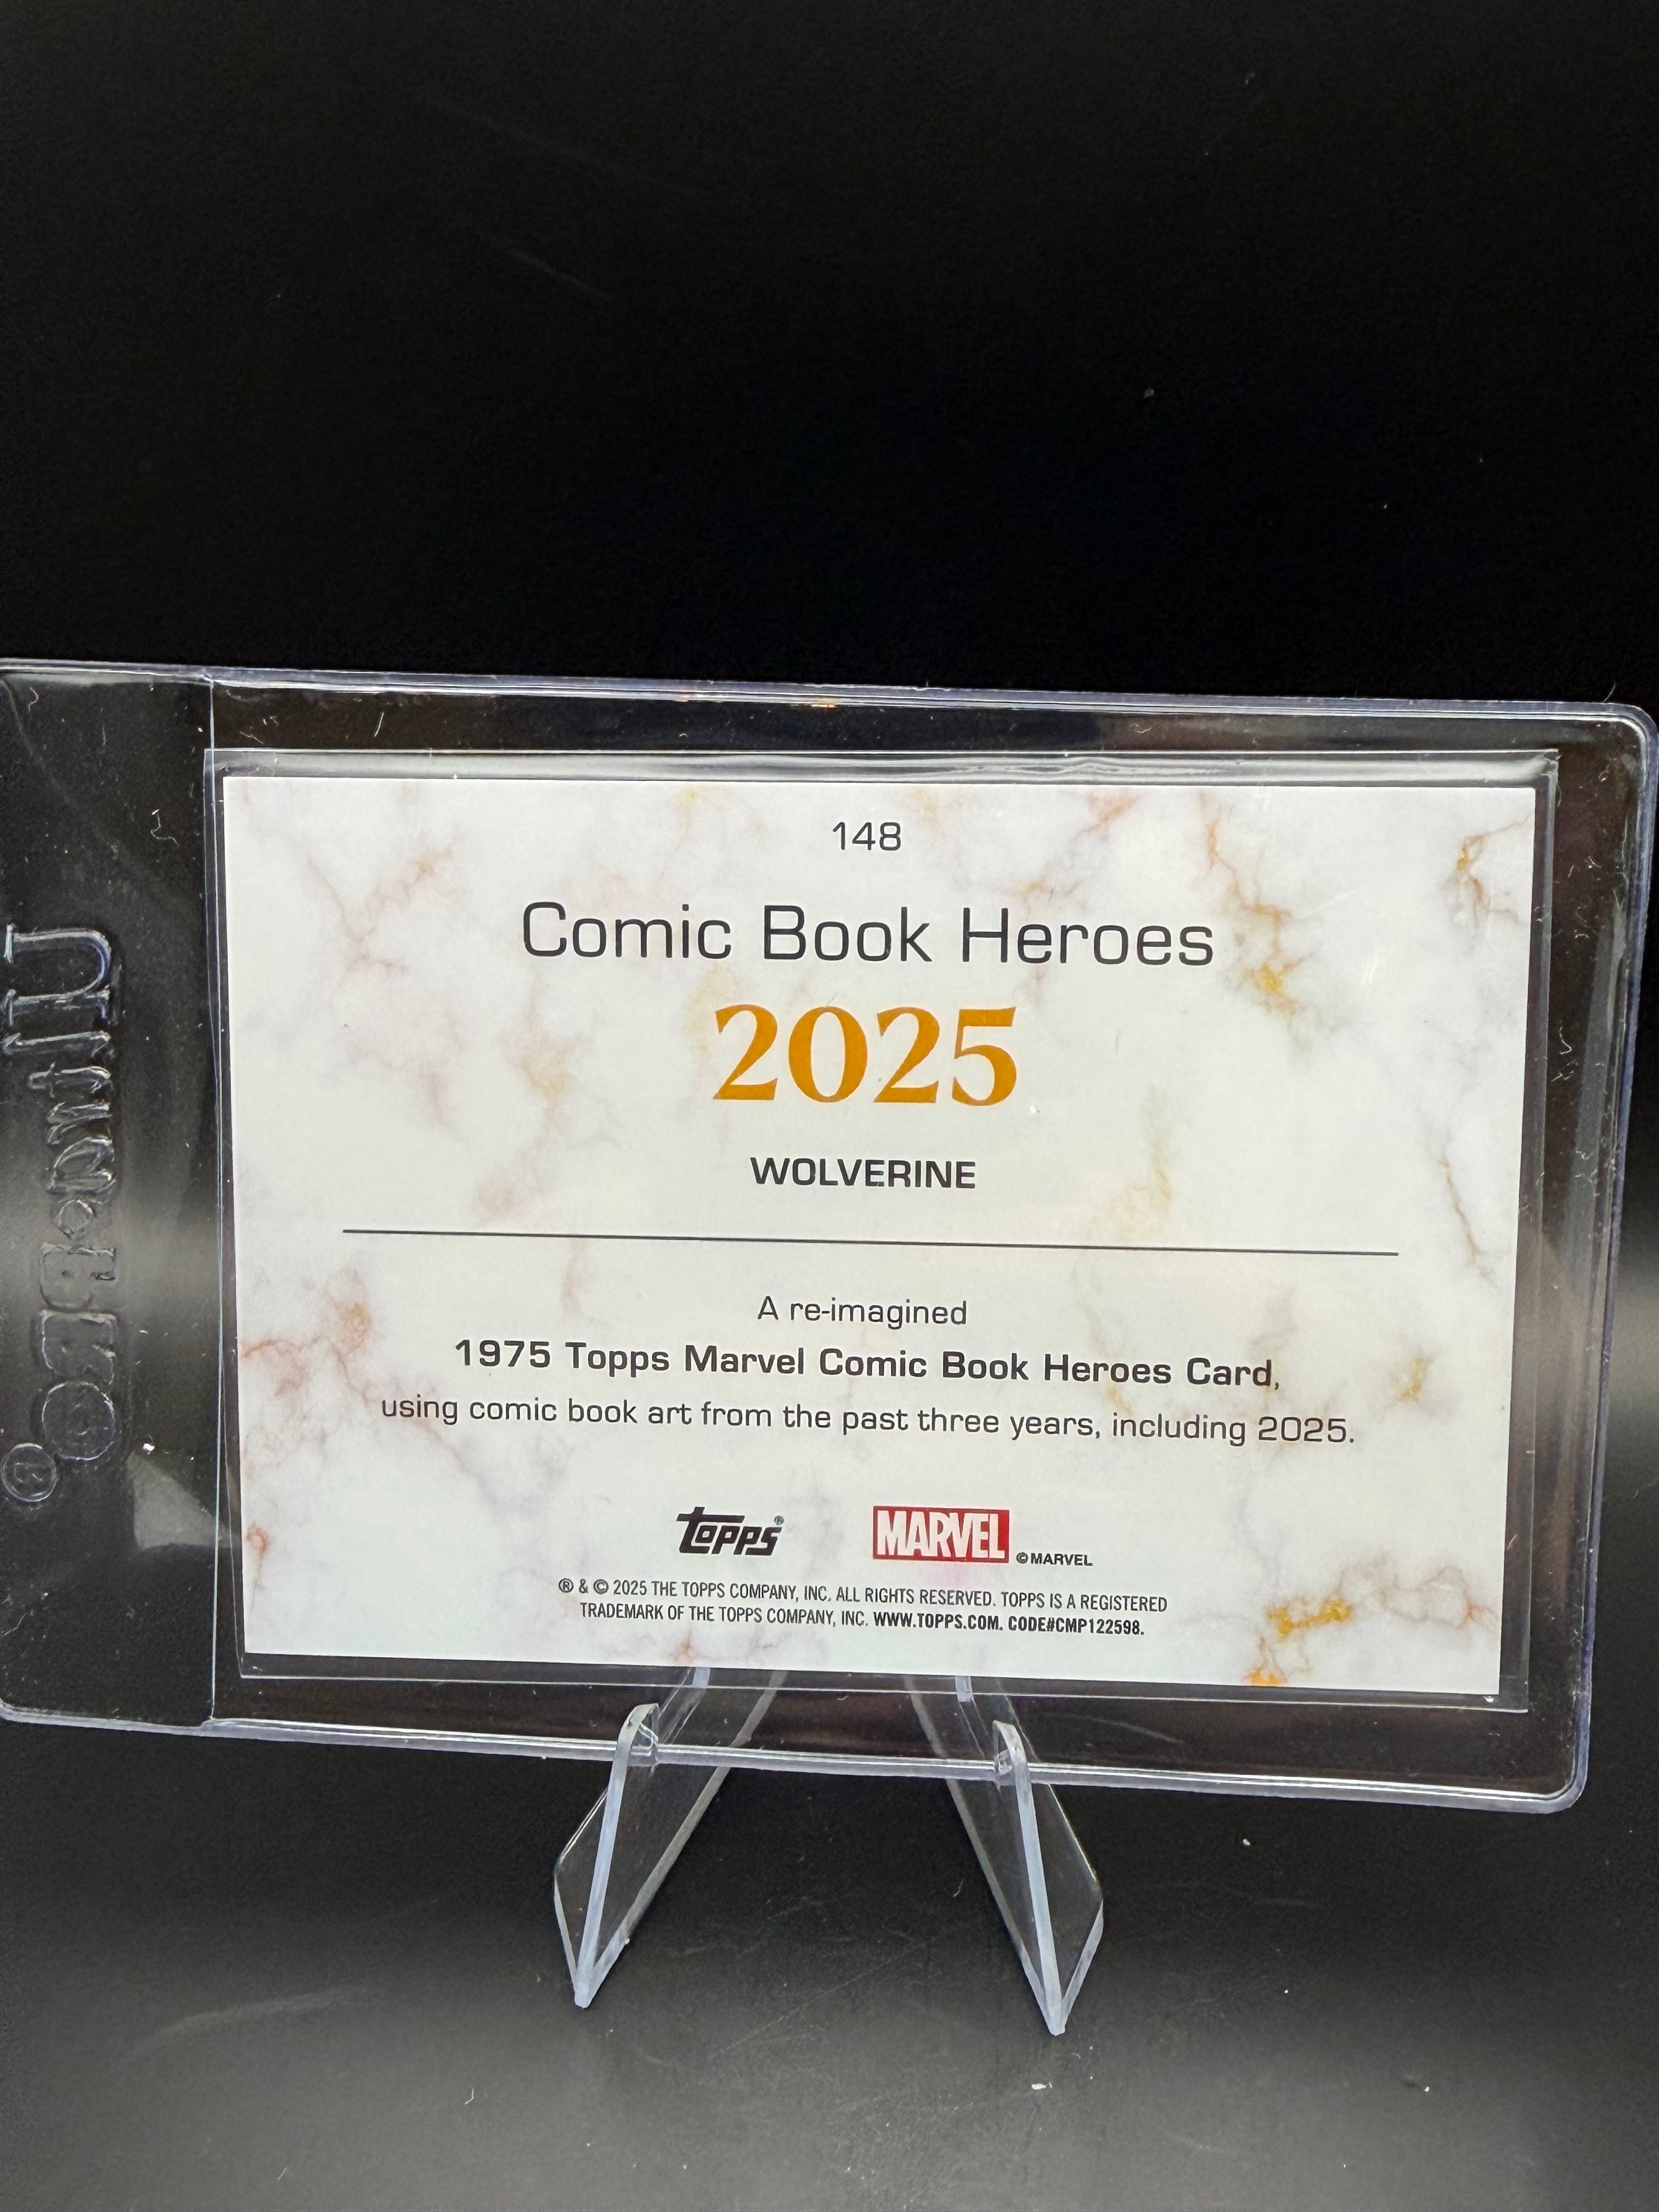 148
Comic Book Heroes
2025
WOLVERINE
A re-imagined
1975 Topps Marvel Comic Book Heroes Card,
using comic book art from the past three years, including 2025.
Topps®
MARVEL © MARVEL
® & © 2025 THE TOPPS COMPANY, INC. ALL RIGHTS RESERVED. TOPPS IS A REGISTERED
TRADEMARK OF THE TOPPS COMPANY, INC. WWW.TOPPS.COM. CODE#CMP122598.
Ultra·PRO®